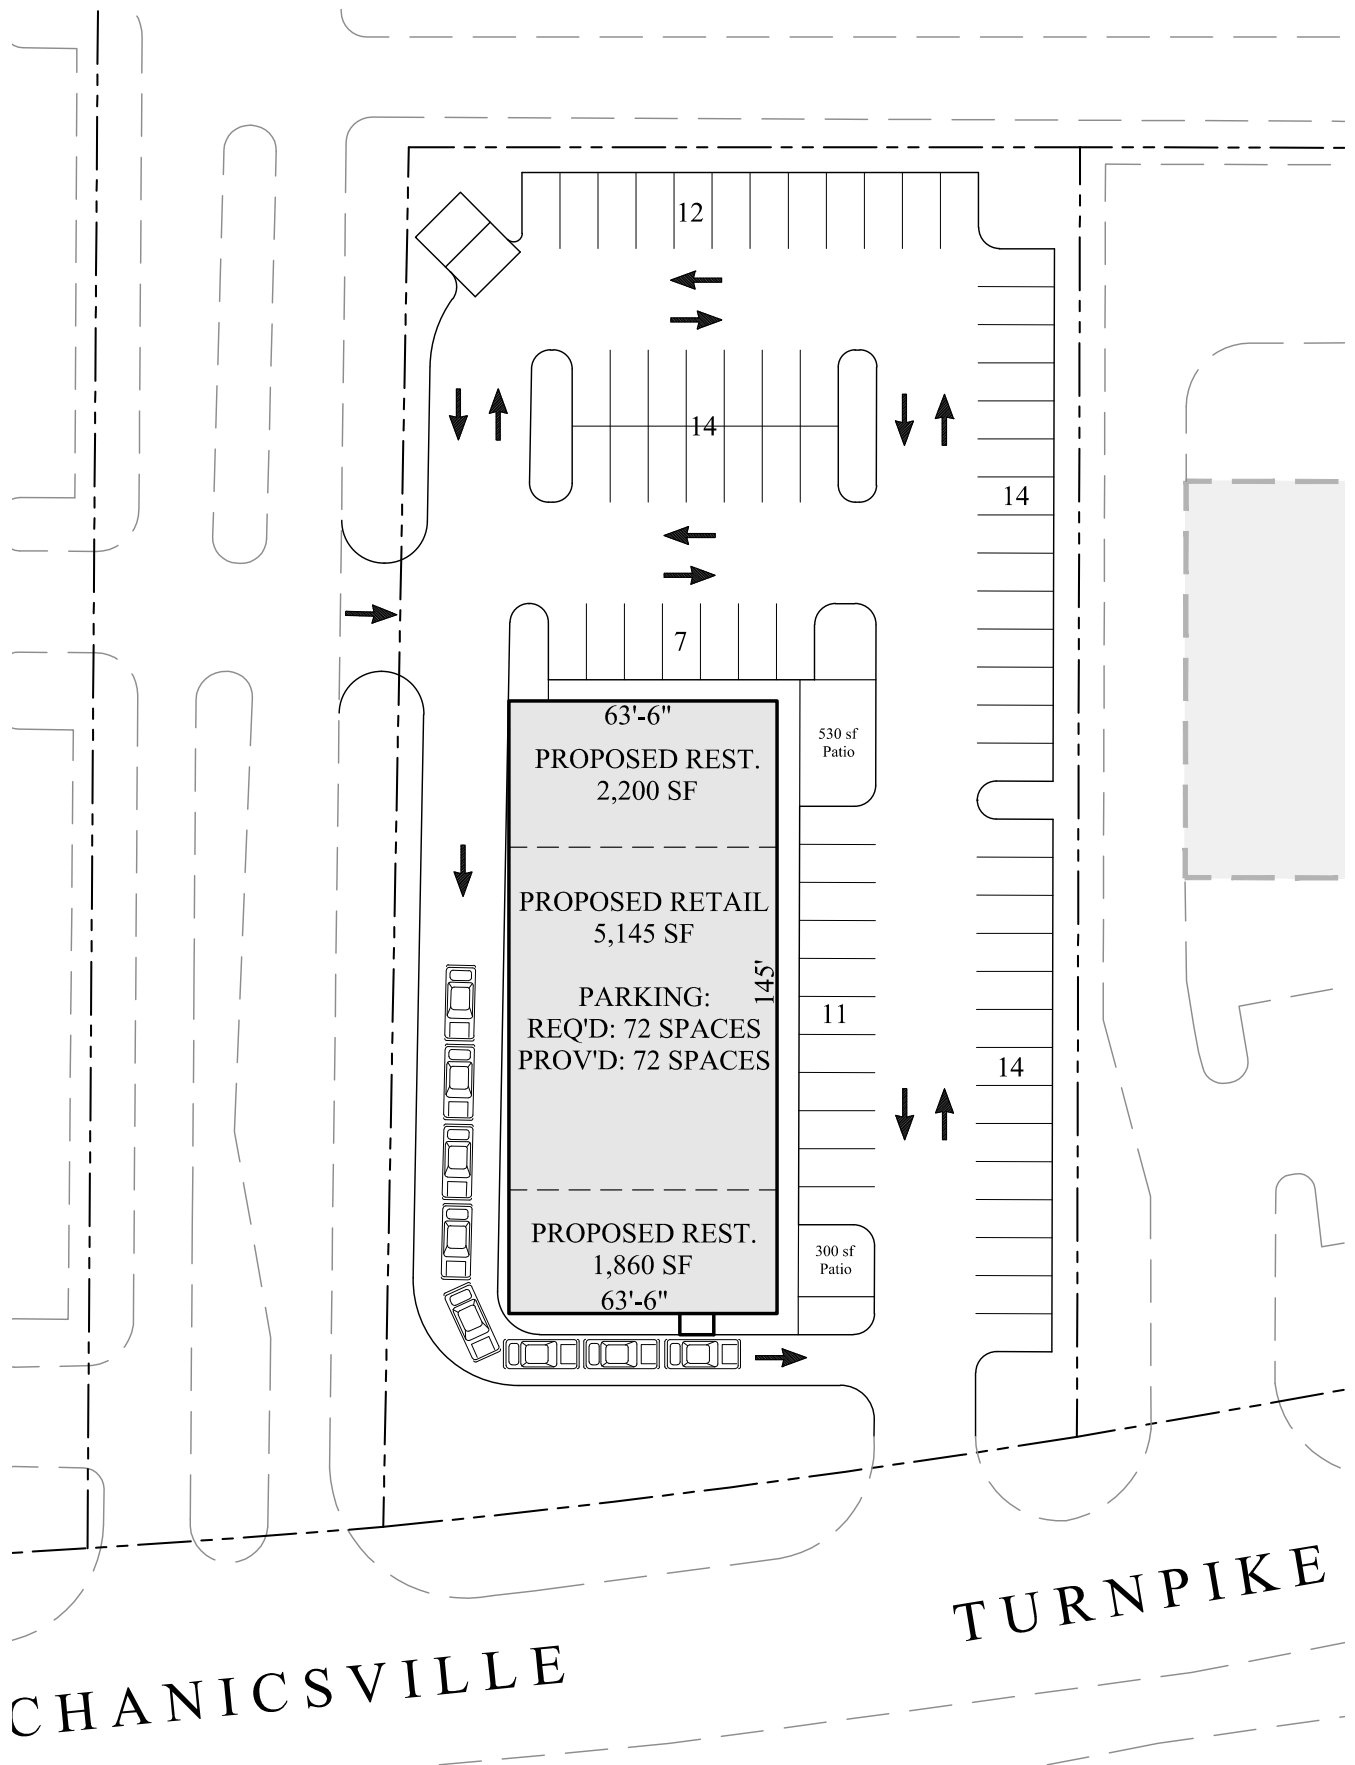 12
14
14
7
63'-6"
PROPOSED REST.
2,200 SF
530 sf
Patio
PROPOSED RETAIL
5,145 SF
145'
PARKING:
REQ'D: 72 SPACES
PROV'D: 72 SPACES
11
14
PROPOSED REST.
1,860 SF
63'-6"
300 sf
Patio
CHANICSVILLE
TURNPIKE